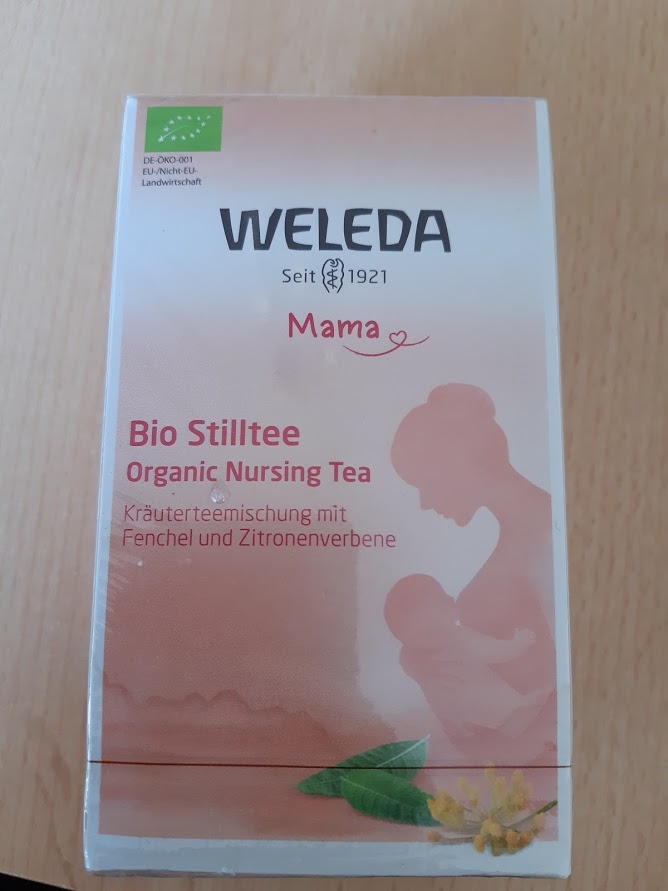 DE-ÖKO-001
EU-/Nicht-EU-
Landwirtschaft
WELEDA
Seit 1921
Mama
Bio Stilltee
Organic Nursing Tea
Kräuterteemischung mit
Fenchel und Zitronenverbene